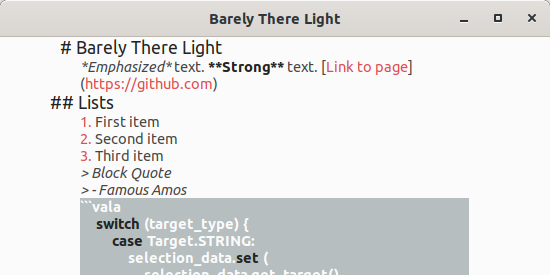 Barely There Light
# Barely There Light
*Emphasized* text. **Strong** text. [Link to page]
(https://github.com)
## Lists
1. First item
2. Second item
3. Third item
> Block Quote
> - Famous Amos
```vala
switch (target_type) {
case Target.STRING:
selection_data.set (
selection_data.get_target()